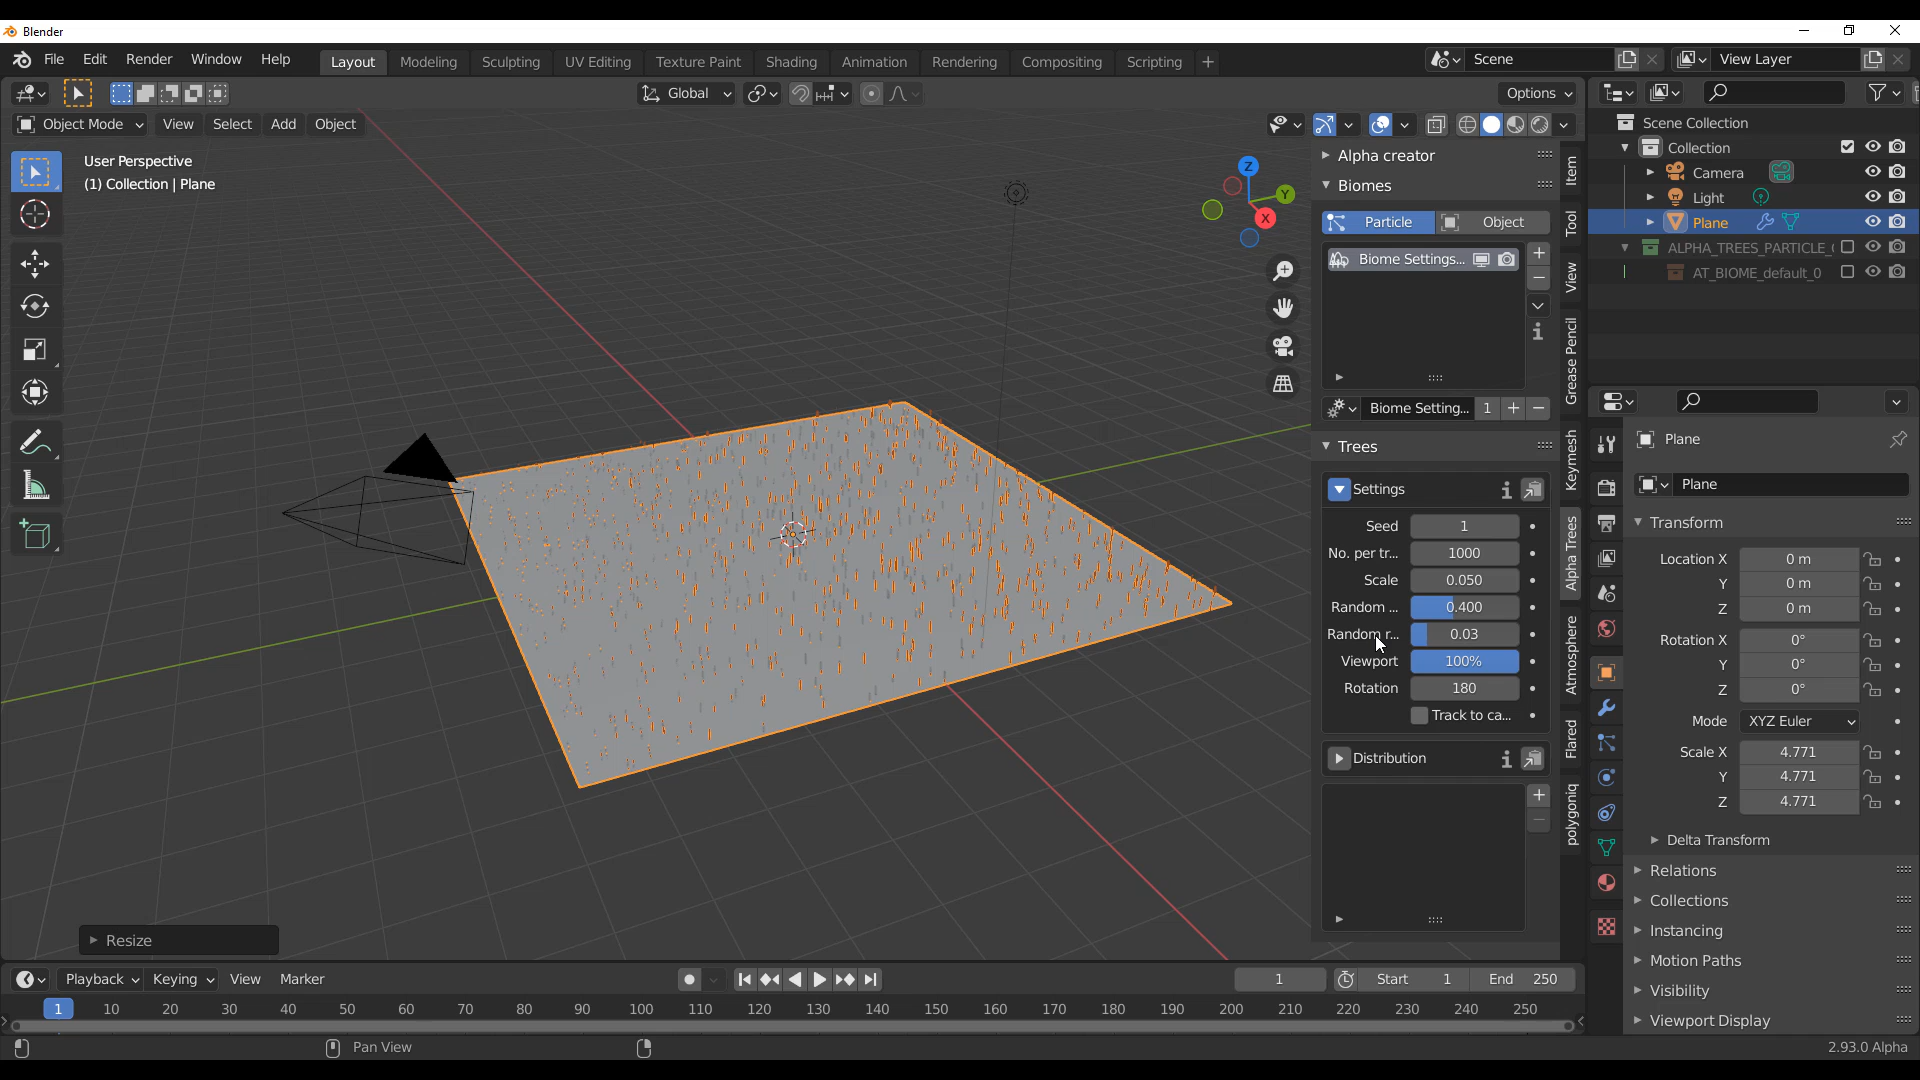 Blender
File Edit Render Window Help Layout Modeling Sculpting UV Editing Texture Paint Shading Animation Rendering Compositing Scripting + Scene View Layer
Global Options
Object Mode View Select Add Object
User Perspective
(1) Collection | Plane
Z
Y
X
Resize
Alpha creator
Biomes
Particle Object
Biome Settings...
Biome Setting... 1
Trees
Settings
Seed 1
No. per tr... 1000
Scale 0.050
Random ... 0.400
Random r... 0.03
Viewport 100%
Rotation 180
Track to ca...
Distribution
Item
Tool
View
Grease Pencil
Keymesh
Alpha Trees
Atmosphere
Flared
polygoniq
Scene Collection
Collection
Camera
Light
Plane
ALPHA_TREES_PARTICLE_
AT_BIOME_default_0
Plane
Plane
Transform
Location X 0 m
Y 0 m
Z 0 m
Rotation X 0°
Y 0°
Z 0°
Mode XYZ Euler
Scale X 4.771
Y 4.771
Z 4.771
Delta Transform
Relations
Collections
Instancing
Motion Paths
Visibility
Viewport Display
Playback Keying View Marker 1 Start 1 End 250
1 10 20 30 40 50 60 70 80 90 100 110 120 130 140 150 160 170 180 190 200 210 220 230 240 250
Pan View 2.93.0 Alpha